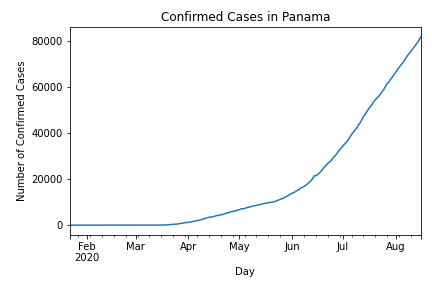 Confirmed Cases in Panama
Number of Confirmed Cases
80000
60000
40000
20000
0
Feb
2020
Mar
Apr
May
Jun
Jul
Aug
Day